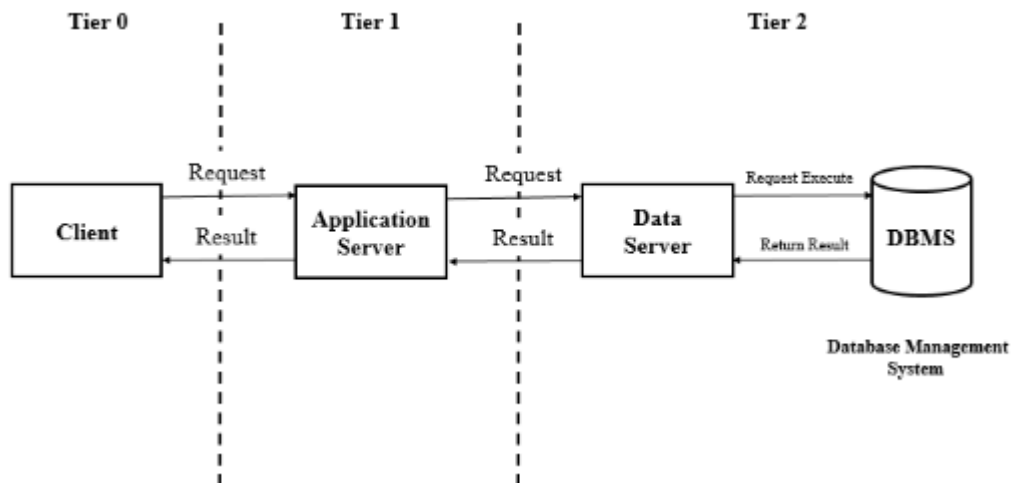 Tier 0
Tier 1
Tier 2
Request
Request
Request Execute
Client
Application
Server
Data
Server
DBMS
Result
Result
Return Result
Database Management
System